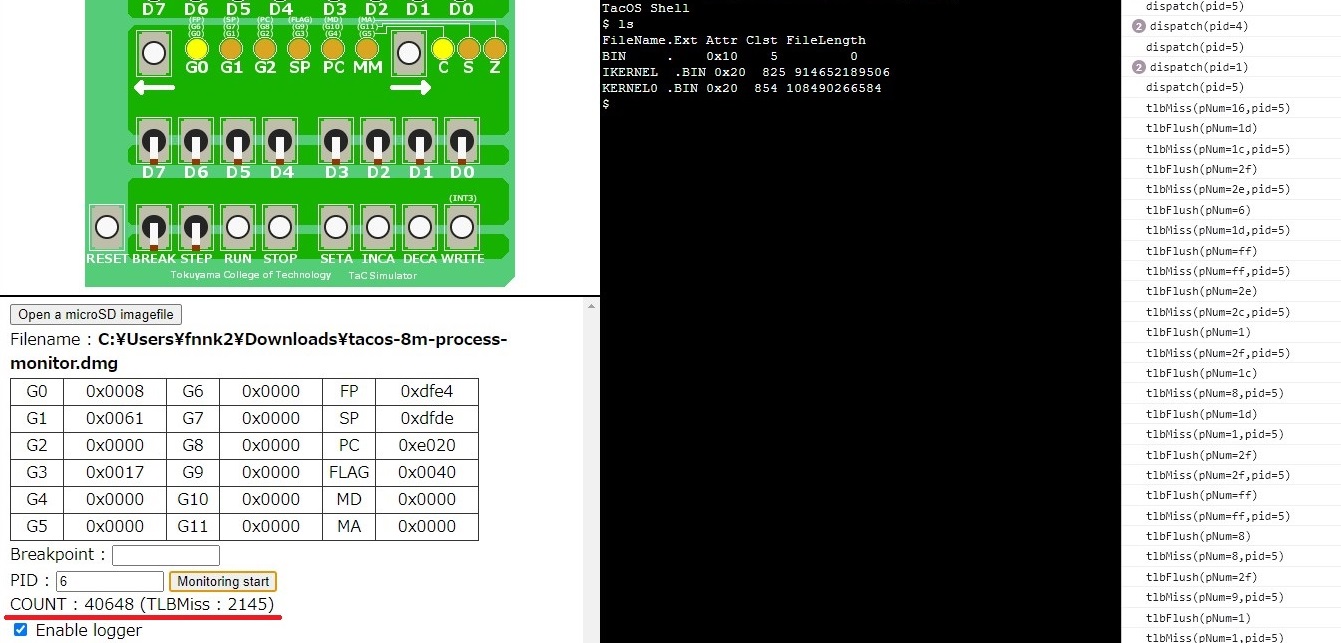 D7 D6 D5 D4 D3 D2 D1 D0
(FP) (SP) (PC) (FLAG) (MD) (MA)
(G6) (G7) (G8) (G9) (G10) (G11)
G0 G1 G2 SP PC MM C S Z
D7 D6 D5 D4 D3 D2 D1 D0
(INT3)
RESET BREAK STEP RUN STOP SETA INCA DECA WRITE
Tokuyama College of Technology TaC Simulator
Open a microSD imagefile
Filename : C:¥Users¥fnnk2¥Downloads¥tacos-8m-process-
monitor.dmg
G0 0x0008 G6 0x0000 FP 0xdfe4
G1 0x0061 G7 0x0000 SP 0xdfde
G2 0x0000 G8 0x0000 PC 0xe020
G3 0x0017 G9 0x0000 FLAG 0x0040
G4 0x0000 G10 0x0000 MD 0x0000
G5 0x0000 G11 0x0000 MA 0x0000
Breakpoint :
PID : 6 Monitoring start
COUNT : 40648 (TLBMiss : 2145)
Enable logger
TacOS Shell
$ ls
FileName.Ext Attr Clst FileLength
BIN . 0x10 5 0
IKERNEL .BIN 0x20 825 914652189506
KERNEL0 .BIN 0x20 854 108490266584
$
dispatch(pid=5)
2 dispatch(pid=4)
dispatch(pid=5)
2 dispatch(pid=1)
dispatch(pid=5)
tlbMiss(pNum=16,pid=5)
tlbFlush(pNum=1d)
tlbMiss(pNum=1c,pid=5)
tlbFlush(pNum=2f)
tlbMiss(pNum=2e,pid=5)
tlbFlush(pNum=6)
tlbMiss(pNum=1d,pid=5)
tlbFlush(pNum=ff)
tlbMiss(pNum=ff,pid=5)
tlbFlush(pNum=2e)
tlbMiss(pNum=2c,pid=5)
tlbFlush(pNum=1)
tlbMiss(pNum=2f,pid=5)
tlbFlush(pNum=1c)
tlbMiss(pNum=8,pid=5)
tlbFlush(pNum=1d)
tlbMiss(pNum=1,pid=5)
tlbFlush(pNum=2f)
tlbMiss(pNum=2f,pid=5)
tlbFlush(pNum=ff)
tlbMiss(pNum=ff,pid=5)
tlbFlush(pNum=8)
tlbMiss(pNum=8,pid=5)
tlbFlush(pNum=2f)
tlbMiss(pNum=9,pid=5)
tlbFlush(pNum=1)
tlbMiss(pNum=1,pid=5)